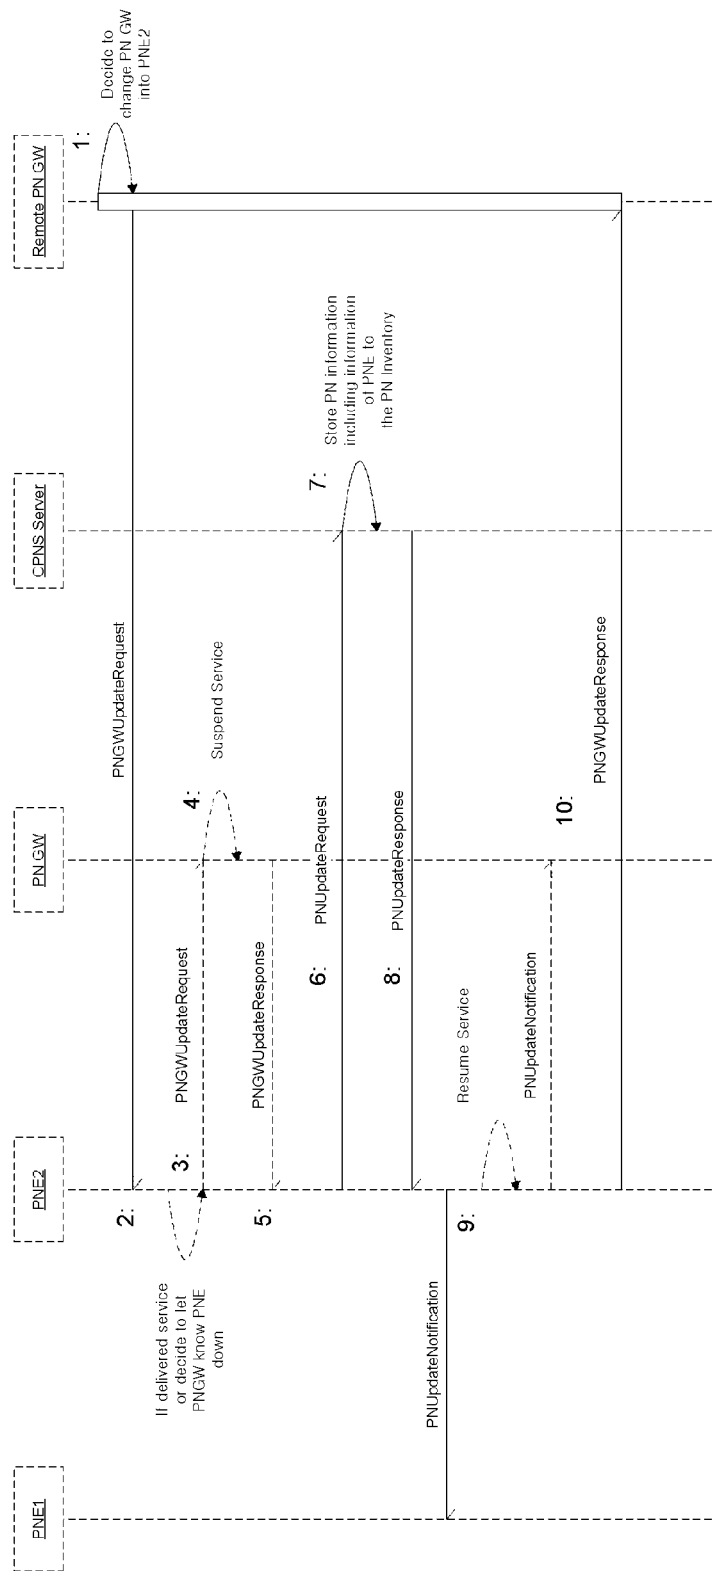 PNE1
PNE2
PN GW
CPNS Server
Remote PN GW
1:
Decide to
change PN GW
into PNE2
2:
PNGWUpdateRequest
If delivered service
or decide to let
PNGW know PNE
down
3:
PNGWUpdateRequest
4:
Suspend Service
5:
PNGWUpdateResponse
6:
PNUpdateRequest
7:
Store PN information
including information
of PNE to
the PN Inventory
8:
PNUpdateResponse
PNUpdateNotification
9:
Resume Service
PNUpdateNotification
10:
PNGWUpdateResponse